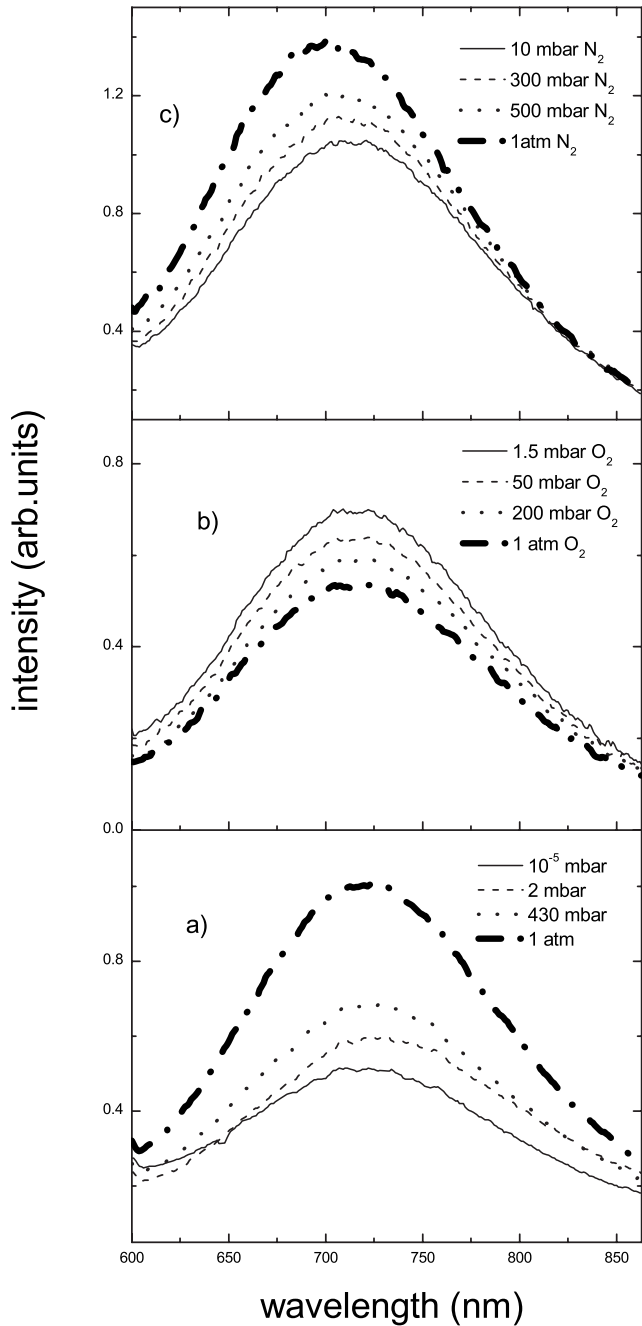 c)
10 mbar N2
300 mbar N2
500 mbar N2
1atm N2
1.2
0.8
0.4
b)
1.5 mbar O2
50 mbar O2
200 mbar O2
1 atm O2
0.8
0.4
0.0
a)
10-5 mbar
2 mbar
430 mbar
1 atm
0.8
0.4
600 650 700 750 800 850
intensity (arb.units)
wavelength (nm)